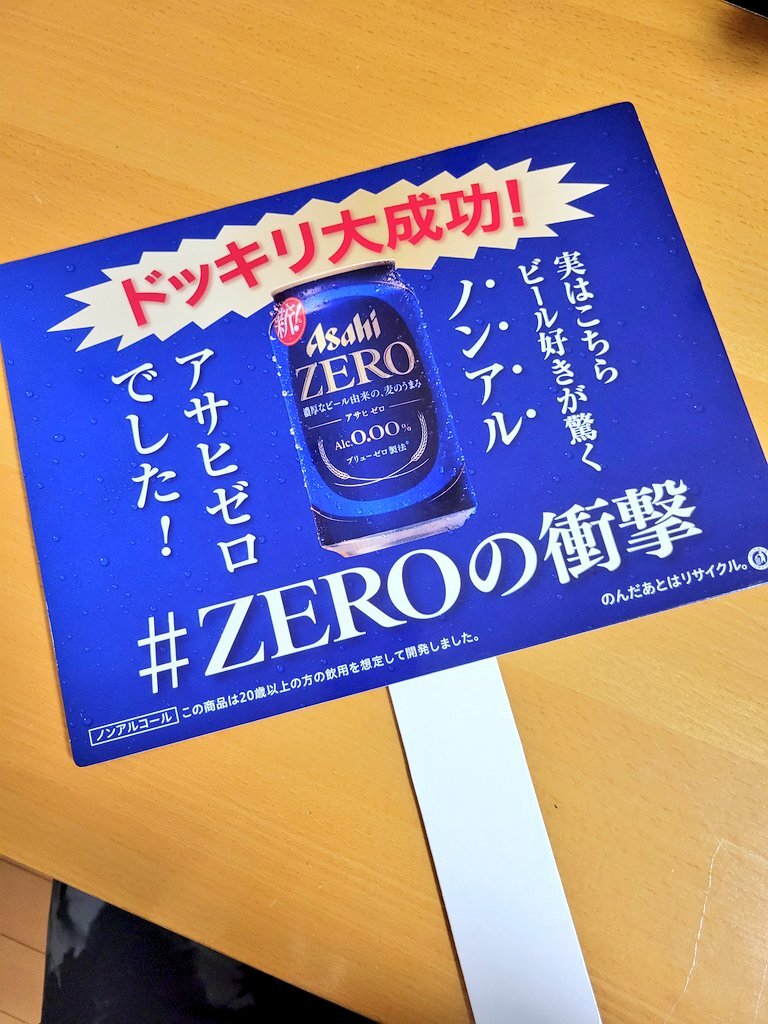 ドッキリ大成功!
実はこちら
ビール好きが驚く
ノンアル
新!
Asahi
ZERO
濃厚なビール由来の、麦のうまみ
アサヒ ゼロ
Alc.0.00%
ブリューゼロ製法*
アサヒゼロ
でした!
#ZEROの衝撃
のんだあとはリサイクル。
ノンアルコール この商品は20歳以上の方の飲用を想定して開発しました。